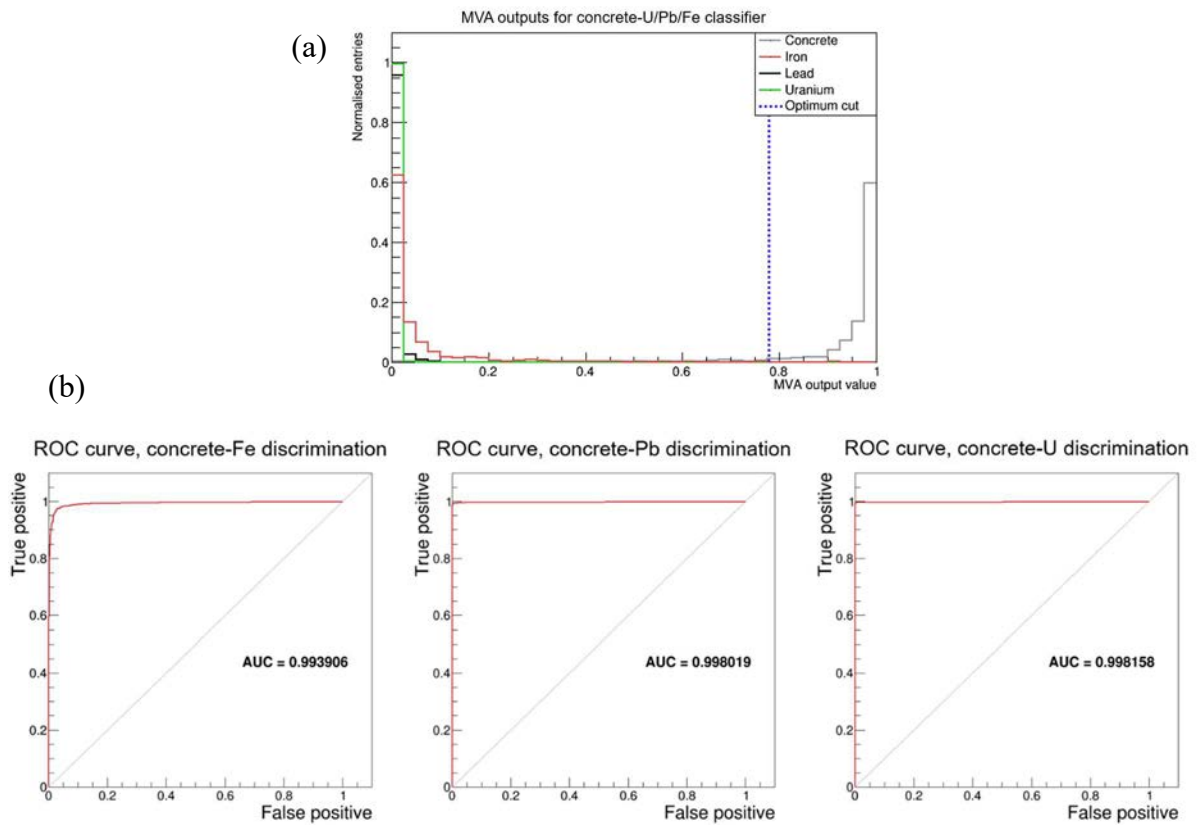 (a)
MVA outputs for concrete-U/Pb/Fe classifier
Normalised entries
Concrete
Iron
Lead
Uranium
Optimum cut
1
0.8
0.6
0.4
0.2
0
0 0.2 0.4 0.6 0.8 1
MVA output value
(b)
ROC curve, concrete-Fe discrimination
True positive
1
0.8
0.6
0.4
0.2
0
AUC = 0.993906
0 0.2 0.4 0.6 0.8 1
False positive
ROC curve, concrete-Pb discrimination
True positive
1
0.8
0.6
0.4
0.2
0
AUC = 0.998019
0 0.2 0.4 0.6 0.8 1
False positive
ROC curve, concrete-U discrimination
True positive
1
0.8
0.6
0.4
0.2
0
AUC = 0.998158
0 0.2 0.4 0.6 0.8 1
False positive